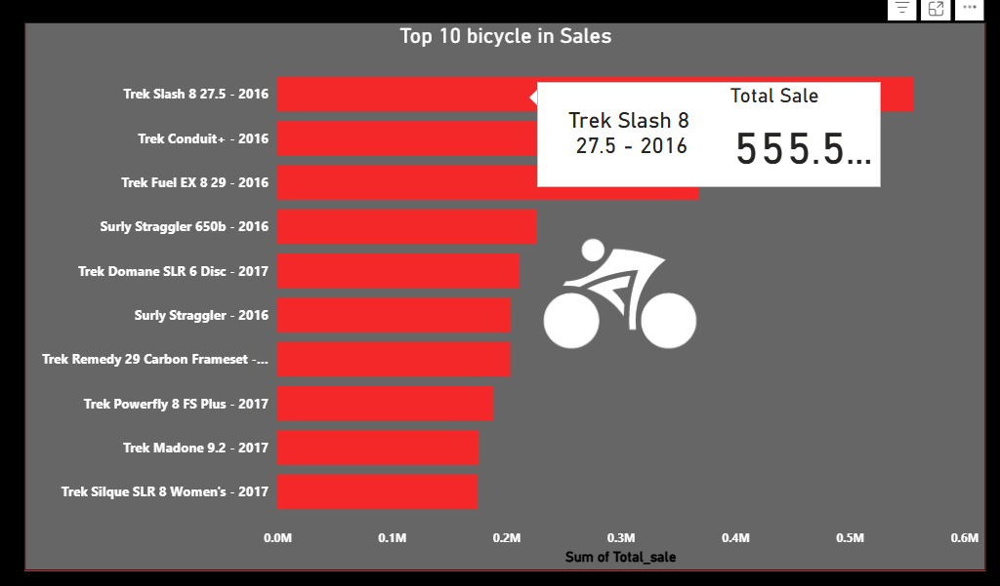 Top 10 bicycle in Sales
Trek Slash 8 27.5 - 2016
Trek Conduit+ - 2016
Trek Fuel EX 8 29 - 2016
Surly Straggler 650b - 2016
Trek Domane SLR 6 Disc - 2017
Surly Straggler - 2016
Trek Remedy 29 Carbon Frameset -...
Trek Powerfly 8 FS Plus - 2017
Trek Madone 9.2 - 2017
Trek Silque SLR 8 Women's - 2017
Trek Slash 8
27.5 - 2016
Total Sale
555.5...
0.0M 0.1M 0.2M 0.3M 0.4M 0.5M 0.6M
Sum of Total_sale